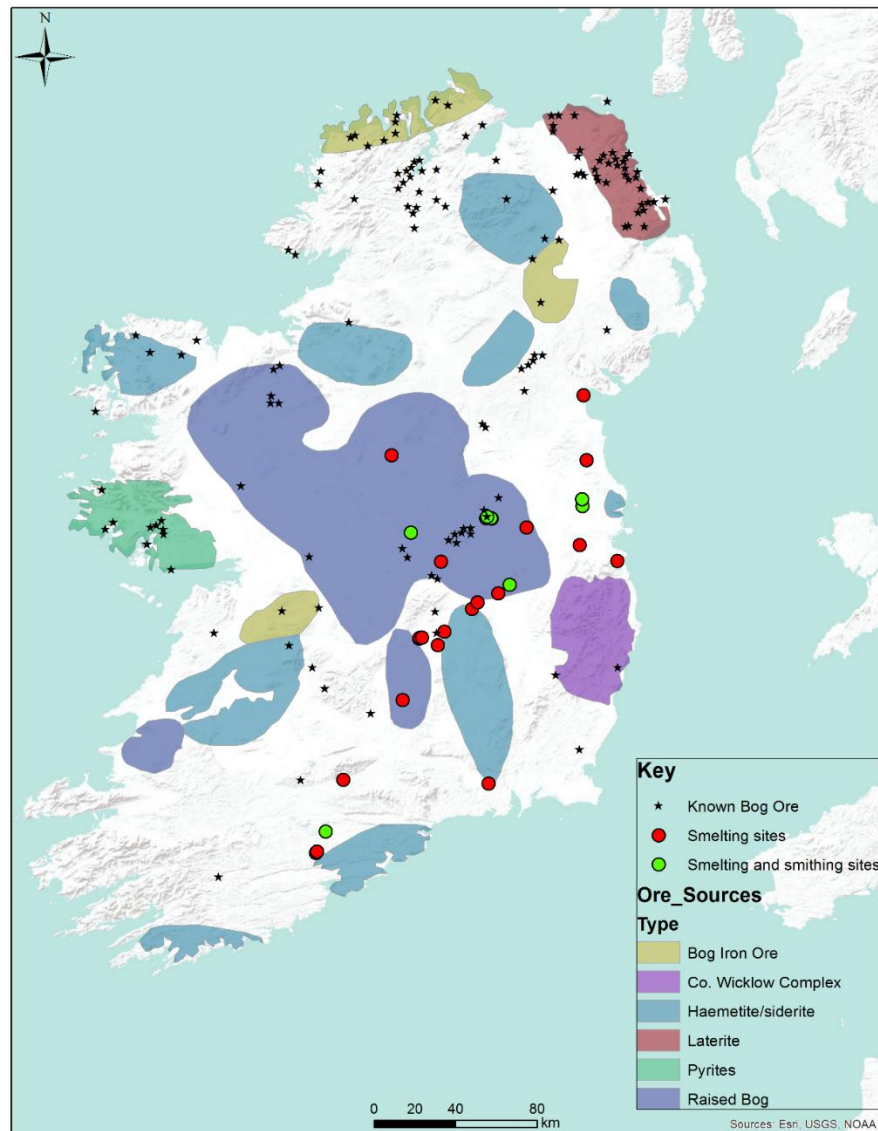 N
Key
Known Bog Ore
Smelting sites
Smelting and smithing sites
Ore_Sources
Type
Bog Iron Ore
Co. Wicklow Complex
Haemetite/siderite
Laterite
Pyrites
Raised Bog
0 20 40 80
km
Sources: Esri, USGS, NOAA